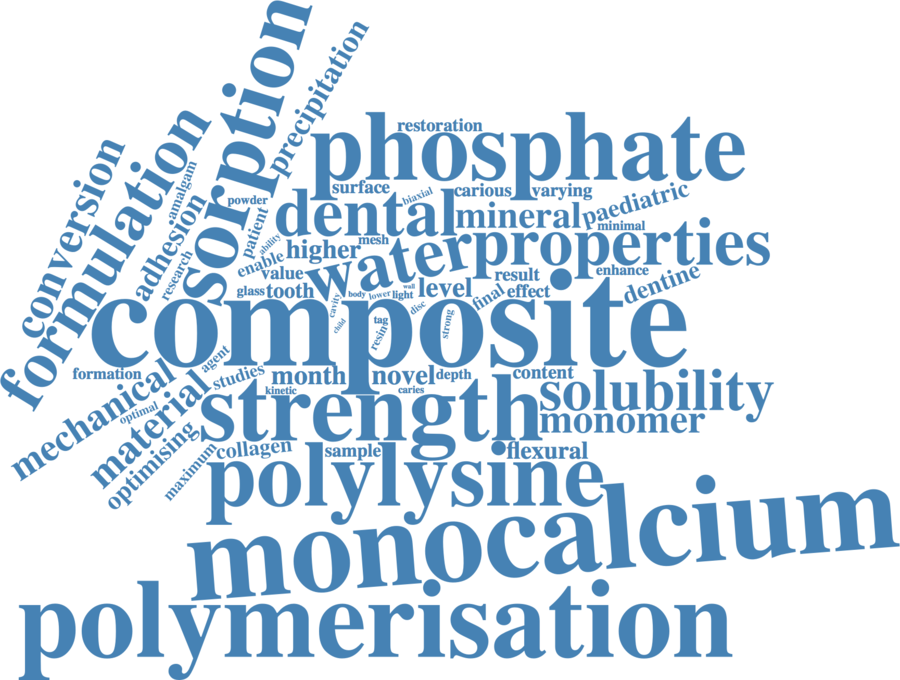 sorption
precipitation
restoration
phosphate
conversion
formulation
amalgam
adhesion
research
powder
patient
surface
biaxial
carious
varying
paediatric
dental
mineral
minimal
ability
enable
higher
mesh
water
properties
value
glass
tooth
cavity
body
lower
light
wall
level
result
final
effect
enhance
dentine
composite
child
tag
resin
disc
strong
formation
mechanical
optimal
material
agent
studies
month
kinetic
novel
caries
depth
content
solubility
strength
monomer
optimising
maximum
collagen
sample
flexural
polylysine
monocalcium
polymerisation